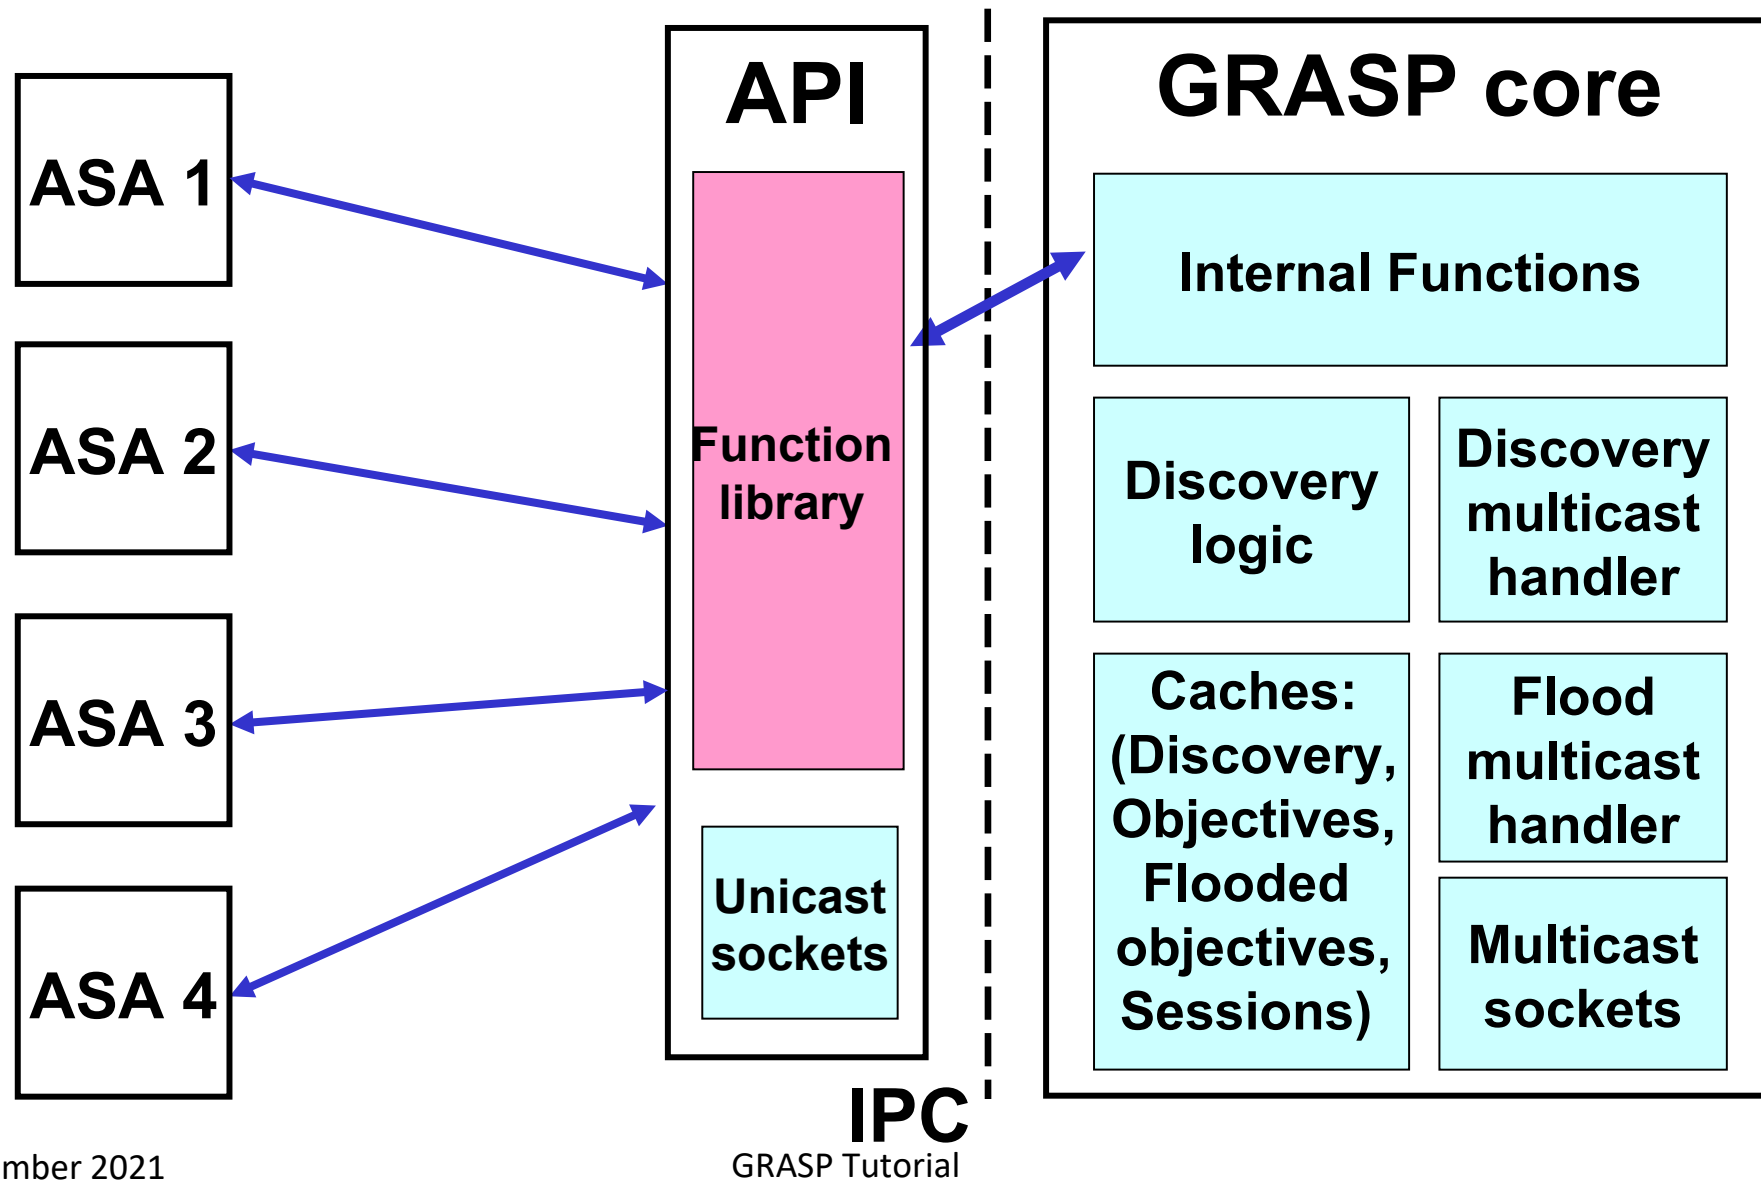 ASA 1
ASA 2
ASA 3
ASA 4
API
Function
library
Unicast
sockets
IPC
GRASP core
Internal Functions
Discovery
logic
Discovery
multicast
handler
Caches:
(Discovery,
Objectives,
Flooded
objectives,
Sessions)
Flood
multicast
handler
Multicast
sockets
mber 2021
GRASP Tutorial